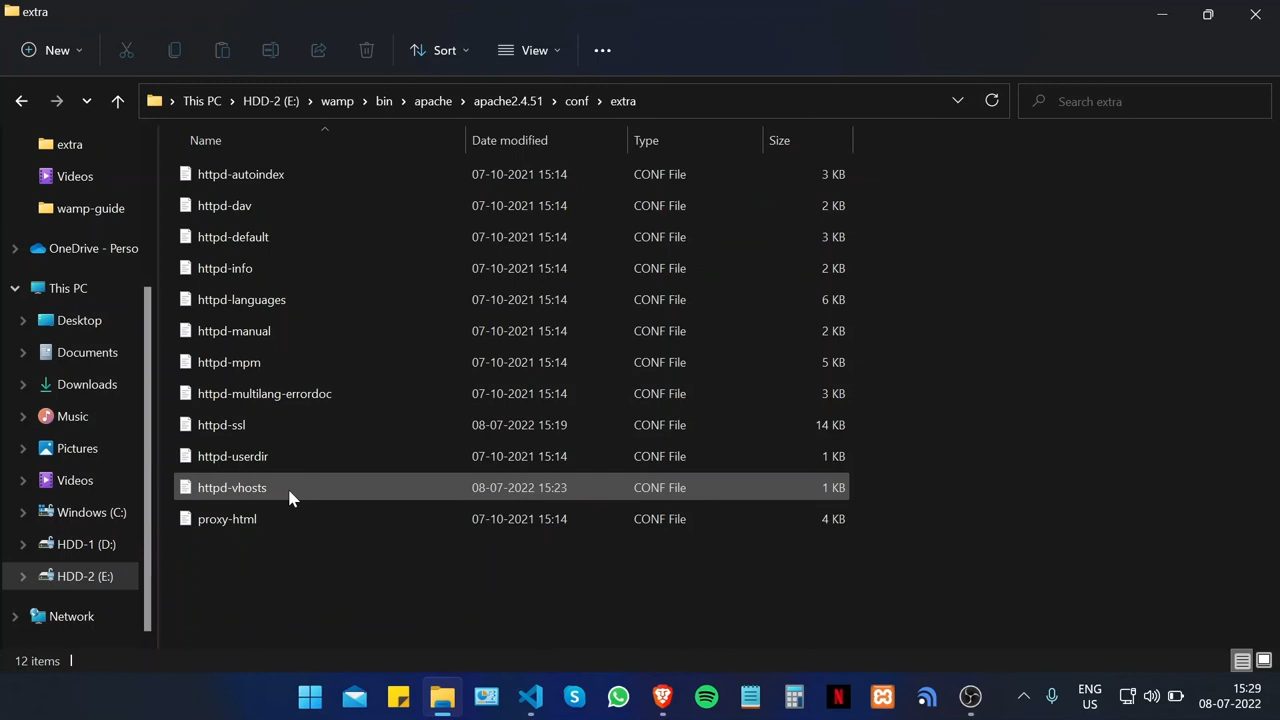 extra
New Sort View
This PC HDD-2 (E:) wamp bin apache apache2.4.51 conf extra Search extra
Name Date modified Type Size
extra
Videos
wamp-guide
OneDrive - Perso
This PC
Desktop
Documents
Downloads
Music
Pictures
Videos
Windows (C:)
HDD-1 (D:)
HDD-2 (E:)
Network
httpd-autoindex 07-10-2021 15:14 CONF File 3 KB
httpd-dav 07-10-2021 15:14 CONF File 2 KB
httpd-default 07-10-2021 15:14 CONF File 3 KB
httpd-info 07-10-2021 15:14 CONF File 2 KB
httpd-languages 07-10-2021 15:14 CONF File 6 KB
httpd-manual 07-10-2021 15:14 CONF File 2 KB
httpd-mpm 07-10-2021 15:14 CONF File 5 KB
httpd-multilang-errordoc 07-10-2021 15:14 CONF File 3 KB
httpd-ssl 08-07-2022 15:19 CONF File 14 KB
httpd-userdir 07-10-2021 15:14 CONF File 1 KB
httpd-vhosts 08-07-2022 15:23 CONF File 1 KB
proxy-html 07-10-2021 15:14 CONF File 4 KB
12 items
ENG 15:29
US 08-07-2022